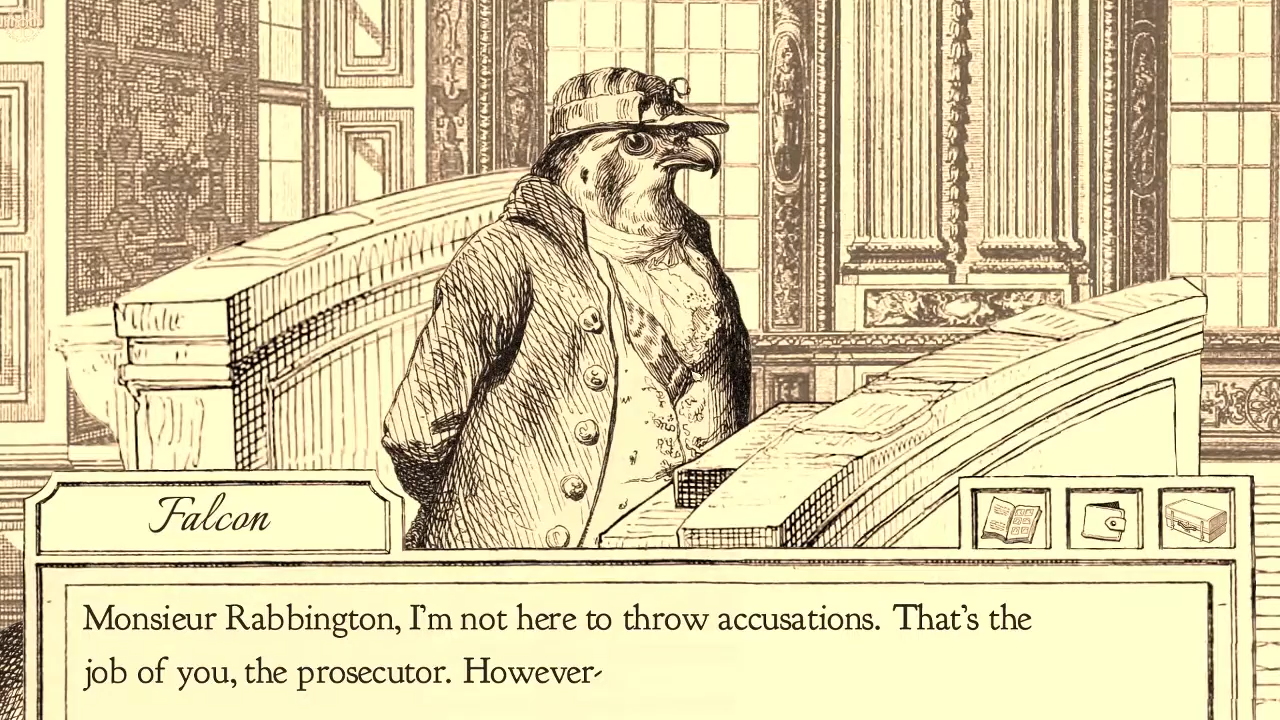 Falcon
Monsieur Rabbington, I'm not here to throw accusations. That's the
job of you, the prosecutor. However-